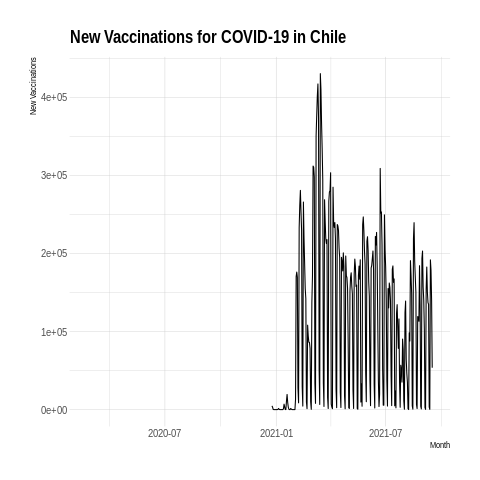 New Vaccinations for COVID-19 in Chile
New Vaccinations
4e+05
3e+05
2e+05
1e+05
0e+00
2020-07
2021-01
2021-07
Month